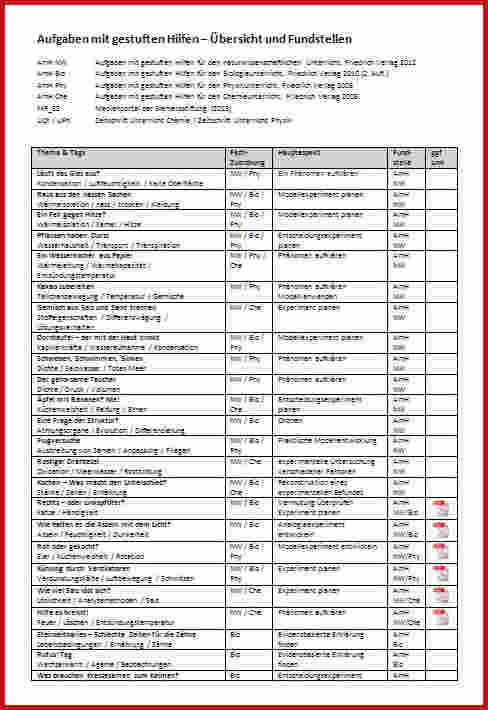 Aufgaben mit gestuften Hilfen – Übersicht und Fundstellen
AmH NW Aufgaben mit gestuften Hilfen für den naturwissenschaftlichen Unterricht, Friedrich Verlag
AmH Bio Aufgaben mit gestuften Hilfen für den Biologieunterricht, Friedrich Verlag 2010 (2. Aufl.)
AmH Phy Aufgaben mit gestuften Hilfen für den Physikunterricht, Friedrich Verlag
AmH Che Aufgaben mit gestuften Hilfen für den Chemieunterricht, Friedrich Verlag
Medienportal der Siemensstiftung (2013)
Zeitschrift Unterricht Chemie / Zeitschrift Unterricht Physik
Thema & Tags Fach- Hauptaspekt Fund- ggf
Zuordnung stelle Link
Läuft das Glas aus? NW / Phy Ein Phänomen aufklären AmH
Kondensation / Luftfeuchtigkeit / Kalte Oberfläche NW
Raus aus den nassen Sachen NW / Bio / Modellexperiment planen AmH
Wärmeisolation / nass / trocken / Kleidung Phy NW
Ein Fell gegen Hitze? NW / Bio / Modellexperiment planen AmH
Wärmeisolation / Kamel / Hitze Phy NW
Pflanzen haben Durst NW / Bio / Entscheidungsexperiment AmH
Wasserhaushalt / Transport / Transpiration Phy planen NW
Ein Wasserkocher aus Papier NW / Phy / Phänomen aufklären AmH
Wärmeleitung / Wärmekapazität / Che NW
Entzündungstemperatur
Kakao zubereiten NW / Phy Phänomen aufklären AmH
Teilchenbewegung / Temperatur / Gemische Modell anwenden NW
Gemisch aus Salz und Sand trennen NW / Che Experiment planen AmH
Stoffeigenschaften / Differenzwägung / NW
Lösungsverhalten
Dornteufel – der mit der Haut trinkt NW / Bio / Modellexperiment planen AmH
Kapillarkräfte / Wasseraufnahme / Kondensation Phy NW
Schweben, Schwimmen, Sinken NW / Phy Phänomen aufklären AmH
Dichte / Salzwasser / Totes Meer NW
Der gehorsame Taucher NW / Phy Phänomen aufklären AmH
Dichte / Druck / Volumen NW
Äpfel mit Bananen? Nie! NW / Bio / Entscheidungsexperiment AmH
Küchenweisheit / Reifung / Ethen Che planen NW
Eine Frage der Struktur? NW / Bio Ordnen AmH
Atmungsorgane / Evolution / Differenzierung NW
Flugversuche NW / Bio / Praktische Modellentwicklung AmH
Ausbreitung von Samen / Anpassung / Fliegen Phy NW
Rostiger Drahtesel NW / Che experimentelle Untersuchung AmH
Oxidation / Meerwasser / Rostbildung verschiedener Faktoren NW
Kochen – Was macht den Unterschied? NW / Bio / Rekonstruktion eines AmH
Stärke / Zellen / Ernährung Che experimentellen Befundes NW
Rechts – oder Linkspfoter? NW / Bio Vermutung überprüfen AmH
Katze / Händigkeit Experiment planen NW/Bio
Wie halten es die Asseln mit dem Licht? NW / Bio Analogieexperiment AmH
Asseln / Feuchtigkeit / Dunkelheit entwickeln NW/Bio
Roh oder gekocht? NW / Bio / Modellexperiment entwickeln AmH
Eier / Küchenweisheit / Rotation Phy NW/Phy
Kühlung durch Ventilatoren NW / Bio / Experiment planen AmH
Verdunstungskälte / Luftbewegung / Schwitzen Phy NW/Phy
Wie viel Salz löst sich? NW / Che Experiment planen AmH
Löslichkeit / Analysemethoden / Salz NW/Che
Hilfe es brennt! NW / Che Phänomen aufklären AmH
Feuer / Löschen / Entzündungstemperatur NW/Che
Steinzeitbabies – Schlechte Zeiten für die Zähne Bio Evidenzbasierte Erklärung AmH
Lebensbedingungen / Ernährung / Zähne finden Bio
Rufus' Tag Bio Evidenzbasierte Erklärung AmH
Wechselwarm / Agame / Beobachtungen finden Bio
Was brauchen Kressesamen zum Keimen? Bio Entscheidungsexperiment AmH